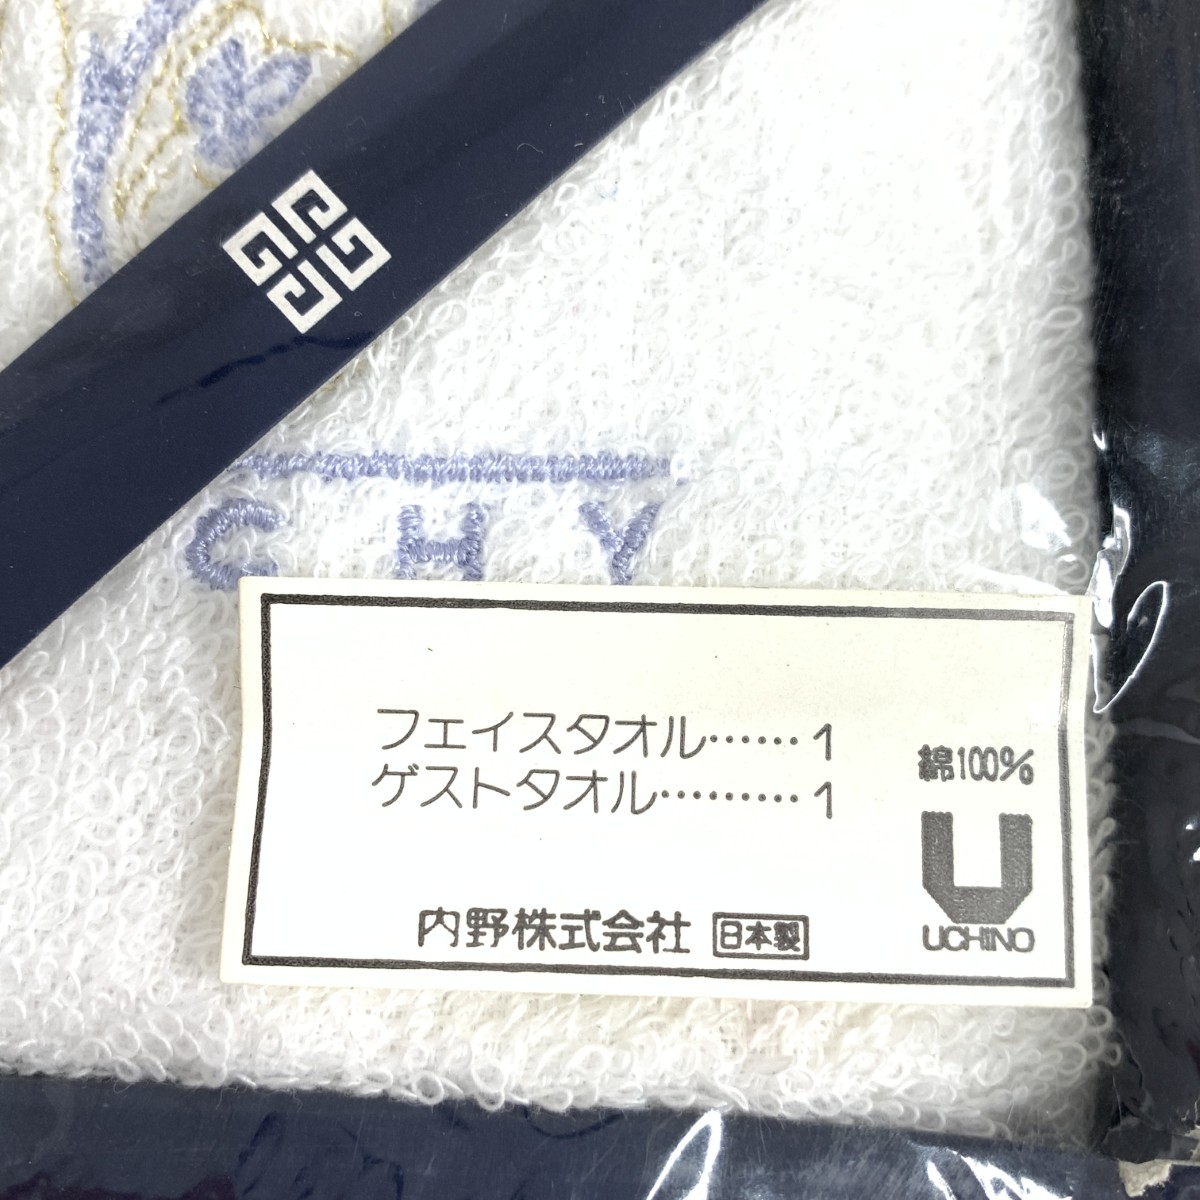 GHY
フェイスタオル……1
ゲストタオル………1
綿100%
U
UCHINO
内野株式会社 日本製